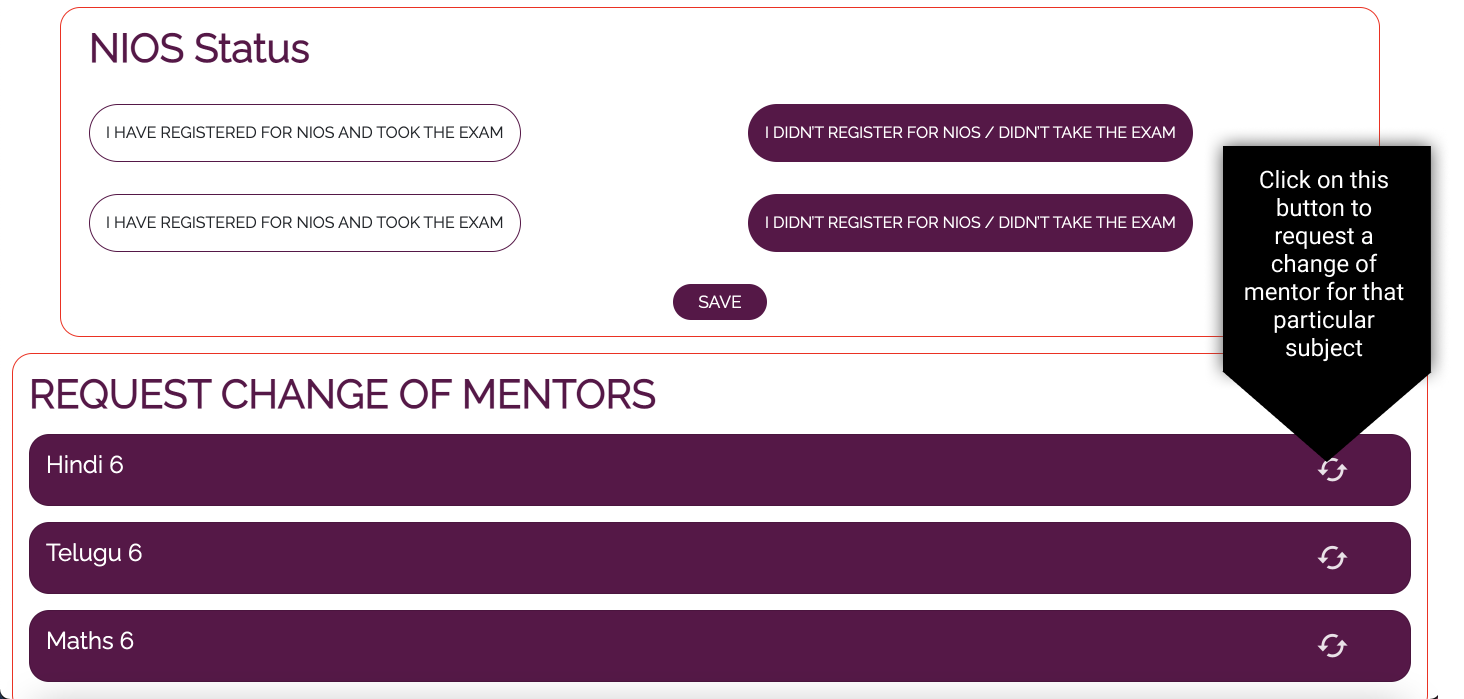 NIOS Status
I HAVE REGISTERED FOR NIOS AND TOOK THE EXAM
I DIDN'T REGISTER FOR NIOS / DIDN'T TAKE THE EXAM
I HAVE REGISTERED FOR NIOS AND TOOK THE EXAM
I DIDN'T REGISTER FOR NIOS / DIDN'T TAKE THE EXAM
SAVE
Click on this
button to
request a
change of
mentor for that
particular
subject
REQUEST CHANGE OF MENTORS
Hindi 6
Telugu 6
Maths 6